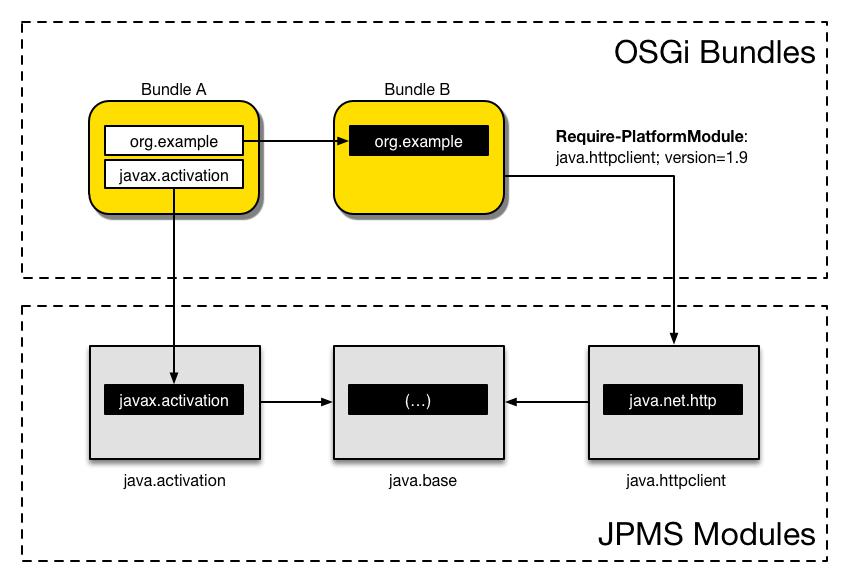 OSGi Bundles
Bundle A
Bundle B
org.example
javax.activation
org.example
Require-PlatformModule:
java.httpclient; version=1.9
javax.activation
(...)
java.net.http
java.activation
java.base
java.httpclient
JPMS Modules